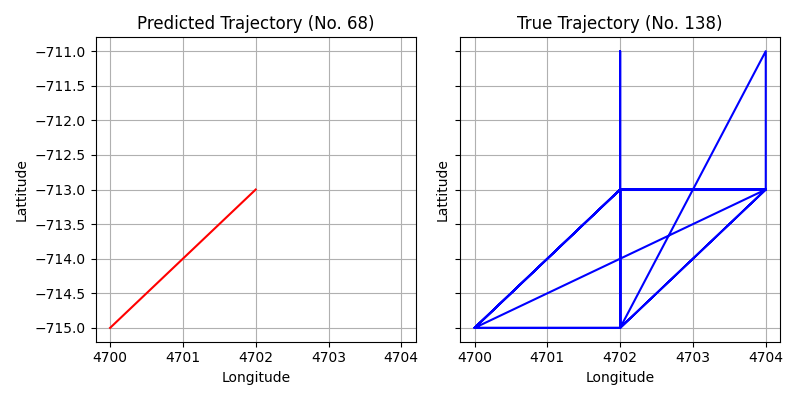 Predicted Trajectory (No. 68)
−711.0
−711.5
−712.0
−712.5
−713.0
−713.5
−714.0
−714.5
−715.0
Lattitude
4700 4701 4702 4703 4704
Longitude
True Trajectory (No. 138)
Lattitude
4700 4701 4702 4703 4704
Longitude